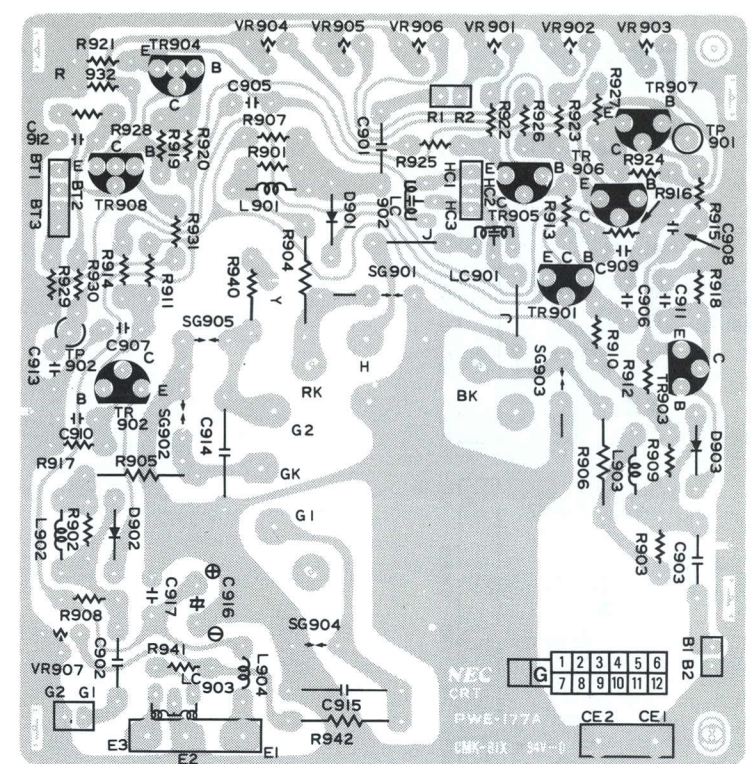 VR904 VR905 VR906 VR901 VR902 VR903
R921 E TR904 B
R 932
C
C905
R907
R901
L901
R1 R2
R922 R926 R923 R927
TR907
E B C
TP 901
C912
R928
R919 R920
C901
R925
HC1 HC2 HC3
BT1 BT2 BT3
E C B
TR908
D901
LC 902
J
E B C
TR905
TR 906
E B C
R924
R916
R915
C908
R913
C909
R931
R904
R940
Y
SG901
LC901
J
E C B
TR901
R929 R930 R914 R911
C906 C911 R918
SG905
TP 902
C907
C913
H
RK
BK
SG903
R910 R912
TR903
E C B
C
B E
TR 902
SG902
C914
G2
GK
C910
R917
R905
R906 L903 R909 D903
G1
L902 R902 D902
R903 C903
R908
C917
⊕ C916 ⊖
SG904
VR907
C902
R941
LC 903
L904
B1 B2
NEC
CRT
G
1 2 3 4 5 6
7 8 9 10 11 12
G2 G1
C915
R942
PWE-177A
CE2 CE1
CMK-81X 94V-0
E3 E2 E1